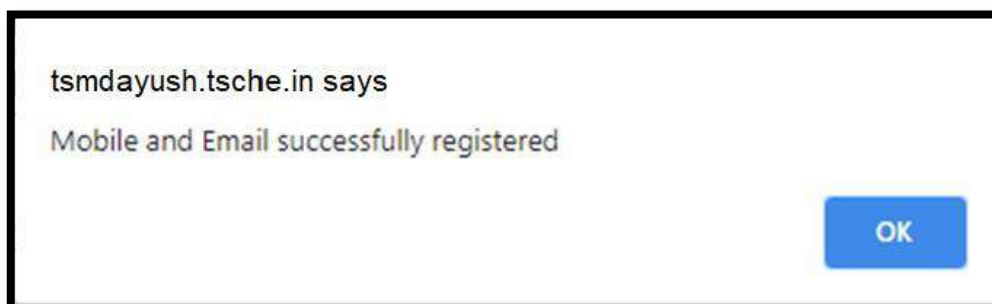 tsmdayush.tsche.in says
Mobile and Email successfully registered
OK